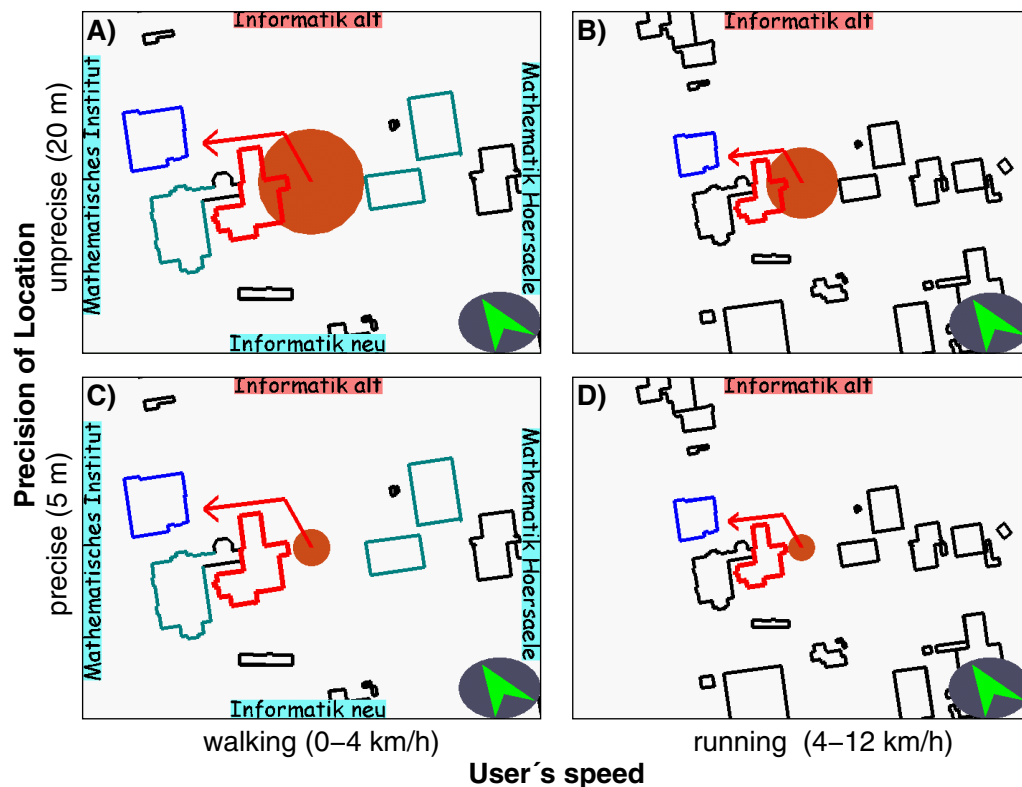 A)
Informatik alt
Mathematisches Institut
Mathematik Hoersaele
Informatik neu
B)
Informatik alt
C)
Informatik alt
Mathematisches Institut
Mathematik Hoersaele
Informatik neu
D)
Informatik alt
Precision of Location
unprecise (20 m)
precise (5 m)
walking (0–4 km/h)
running (4–12 km/h)
User´s speed